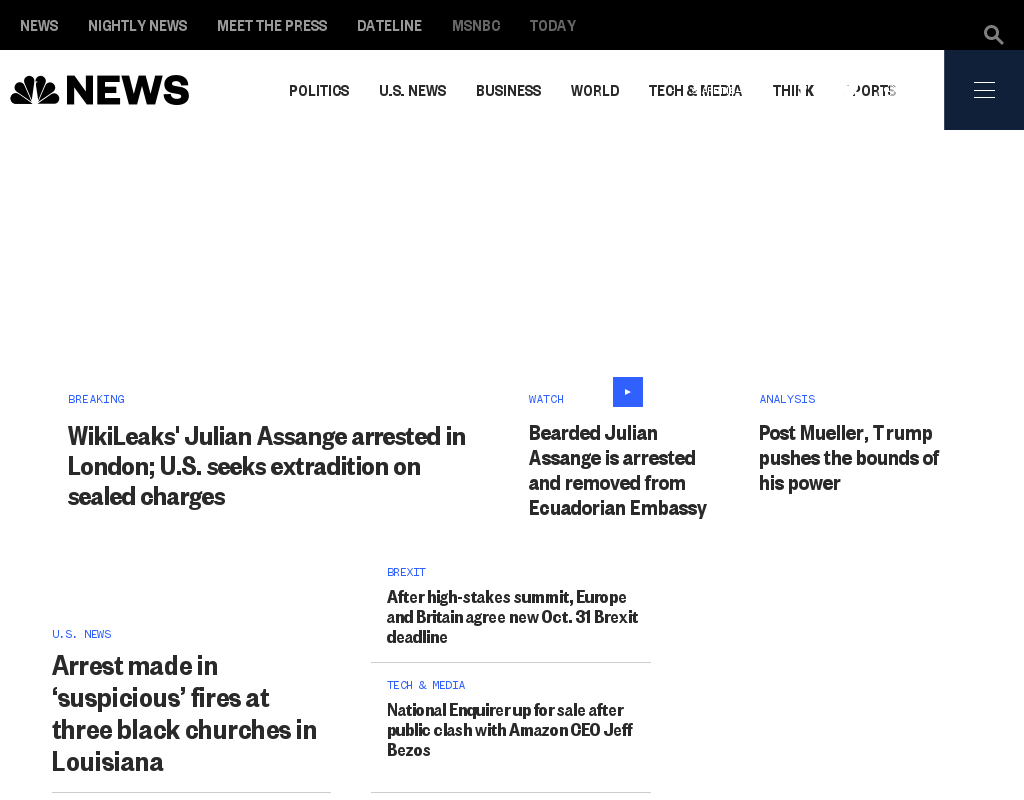 NEWS NIGHTLY NEWS MEET THE PRESS DATELINE MSNBC TODAY
NEWS POLITICS U.S. NEWS BUSINESS WORLD TECH & MEDIA THINK SPORTS
BREAKING
WikiLeaks' Julian Assange arrested in
London; U.S. seeks extradition on
sealed charges
WATCH
Bearded Julian
Assange is arrested
and removed from
Ecuadorian Embassy
ANALYSIS
Post Mueller, Trump
pushes the bounds of
his power
U.S. NEWS
Arrest made in
‘suspicious’ fires at
three black churches in
Louisiana
BREXIT
After high-stakes summit, Europe
and Britain agree new Oct. 31 Brexit
deadline
TECH & MEDIA
National Enquirer up for sale after
public clash with Amazon CEO Jeff
Bezos